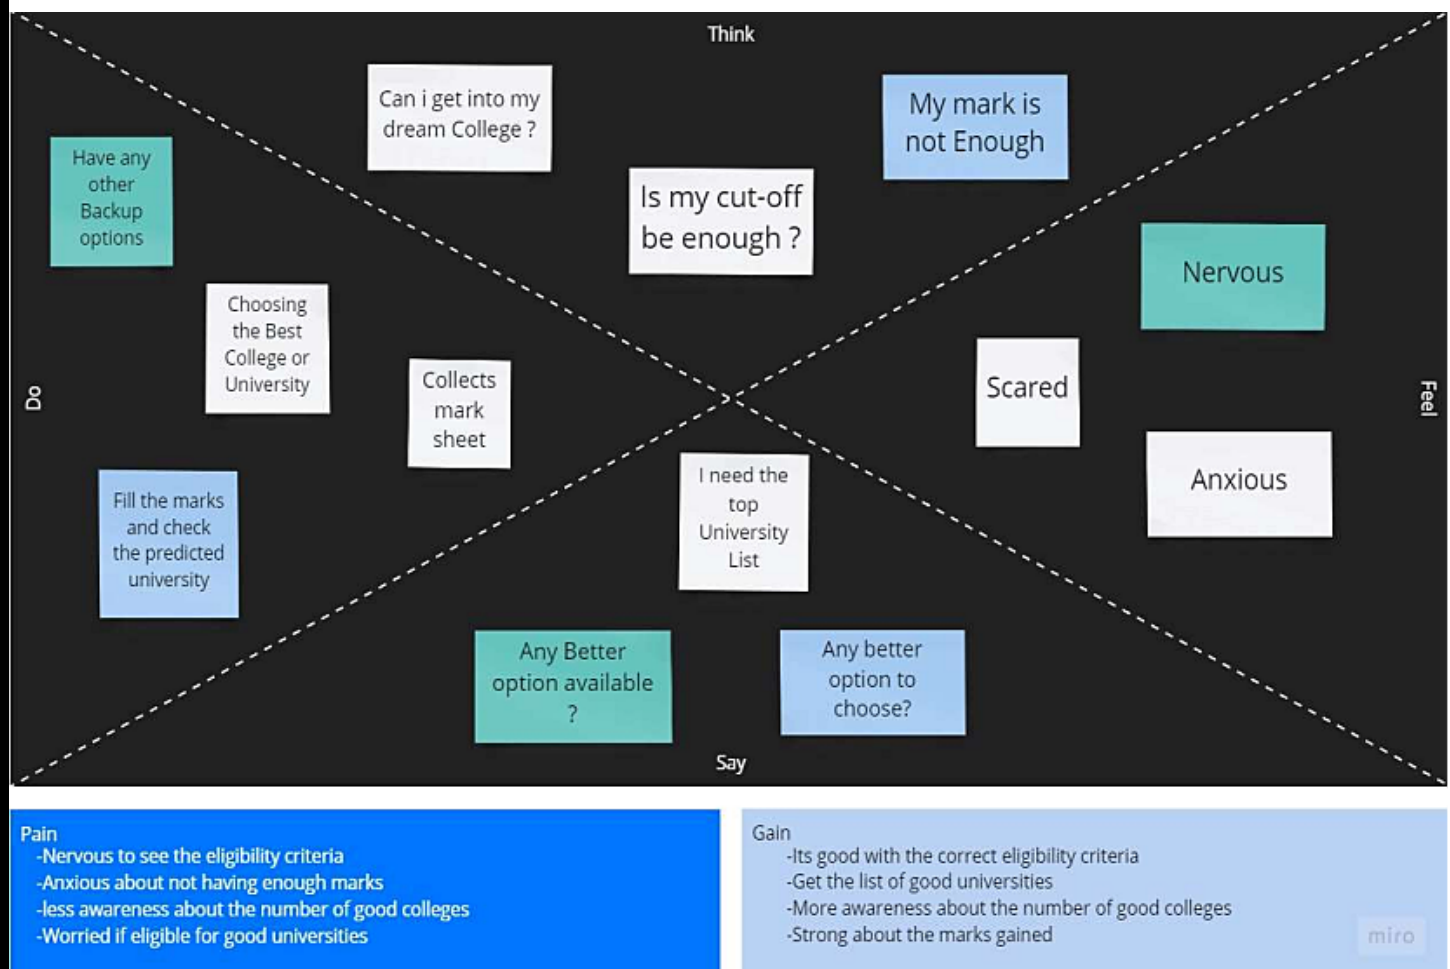 Think
Can i get into my
dream College ?
My mark is
not Enough
Is my cut-off
be enough ?
Have any
other
Backup
options
Choosing
the Best
College or
University
Collects
mark
sheet
Do
Fill the marks
and check
the predicted
university
Nervous
Scared
Anxious
Feel
I need the
top
University
List
Any Better
option available
?
Any better
option to
choose?
Say
Pain
-Nervous to see the eligibility criteria
-Anxious about not having enough marks
-less awareness about the number of good colleges
-Worried if eligible for good universities
Gain
-Its good with the correct eligibility criteria
-Get the list of good universities
-More awareness about the number of good colleges
-Strong about the marks gained
miro